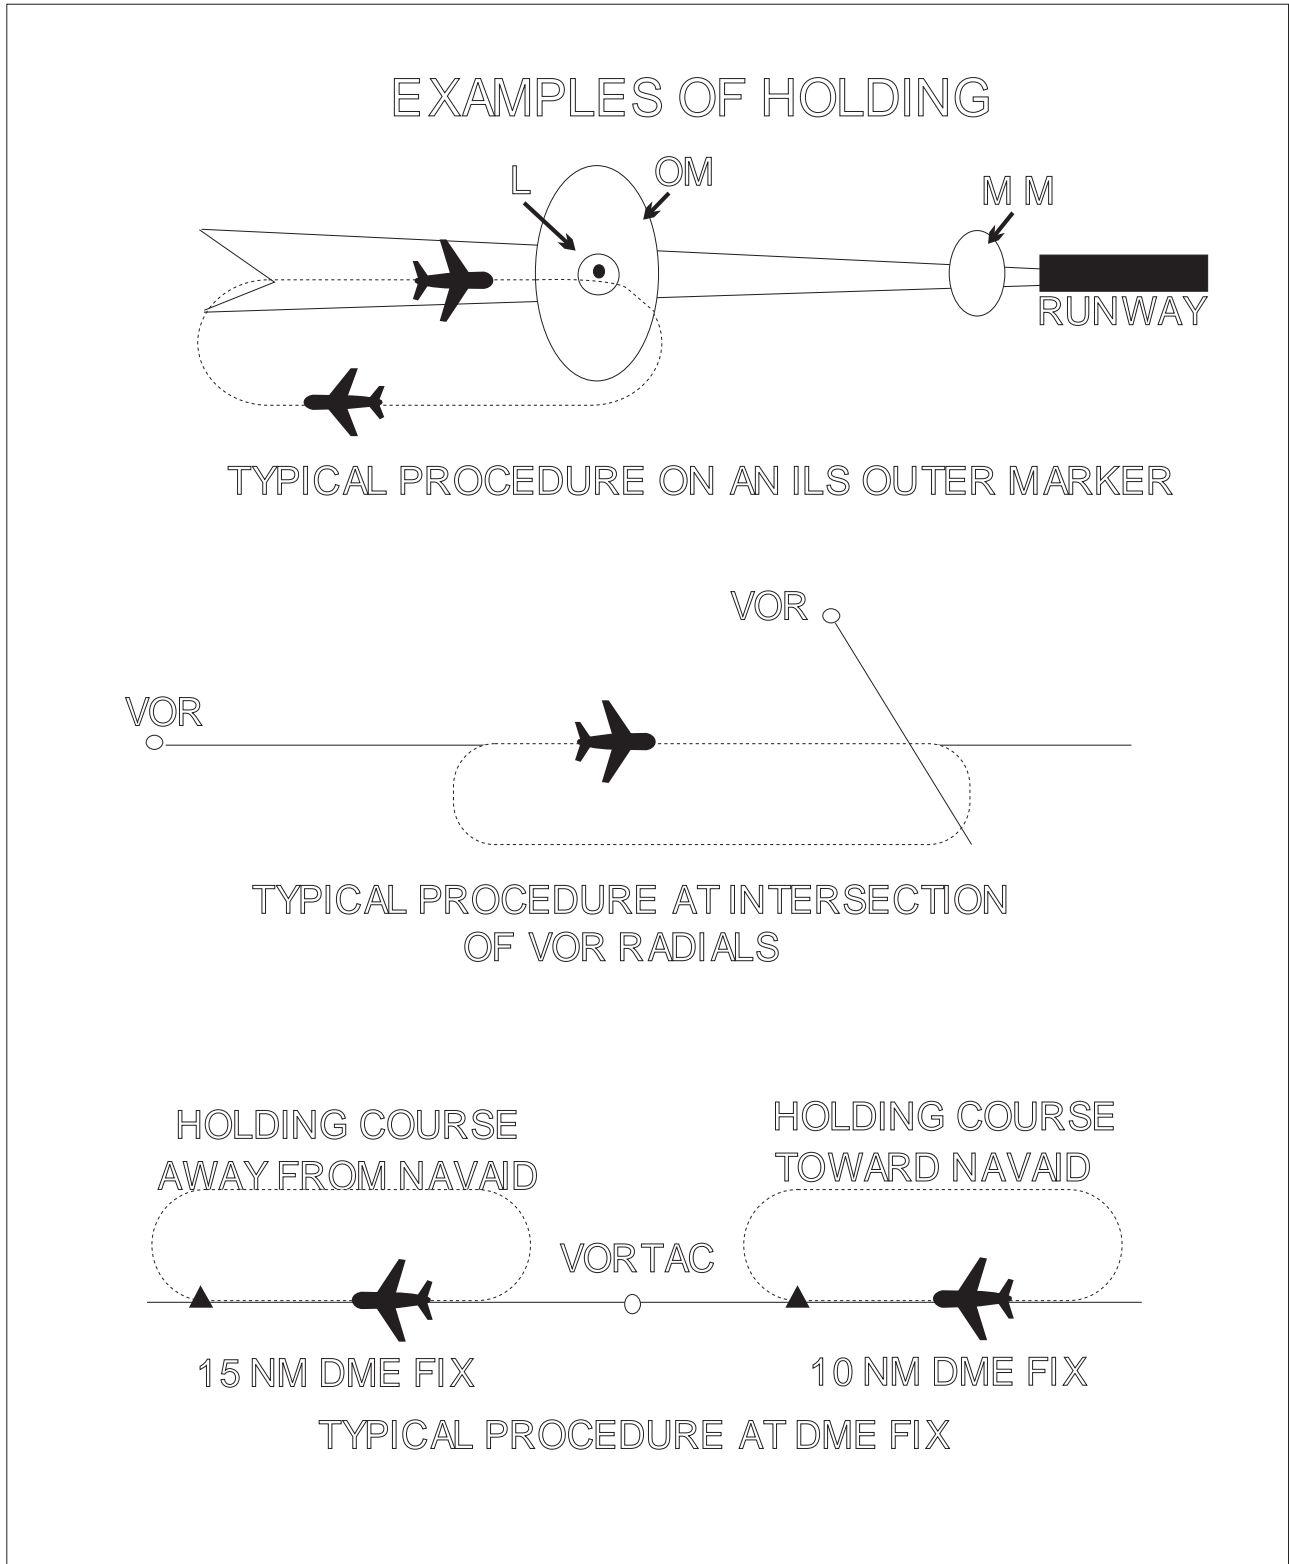 EXAMPLES OF HOLDING
L
OM
MM
RUNWAY
TYPICAL PROCEDURE ON AN ILS OUTER MARKER
VOR
VOR
TYPICAL PROCEDURE AT INTERSECTION
OF VOR RADIALS
HOLDING COURSE
AWAY FROM NAVAID
HOLDING COURSE
TOWARD NAVAID
VORTAC
15 NM DME FIX
10 NM DME FIX
TYPICAL PROCEDURE AT DME FIX